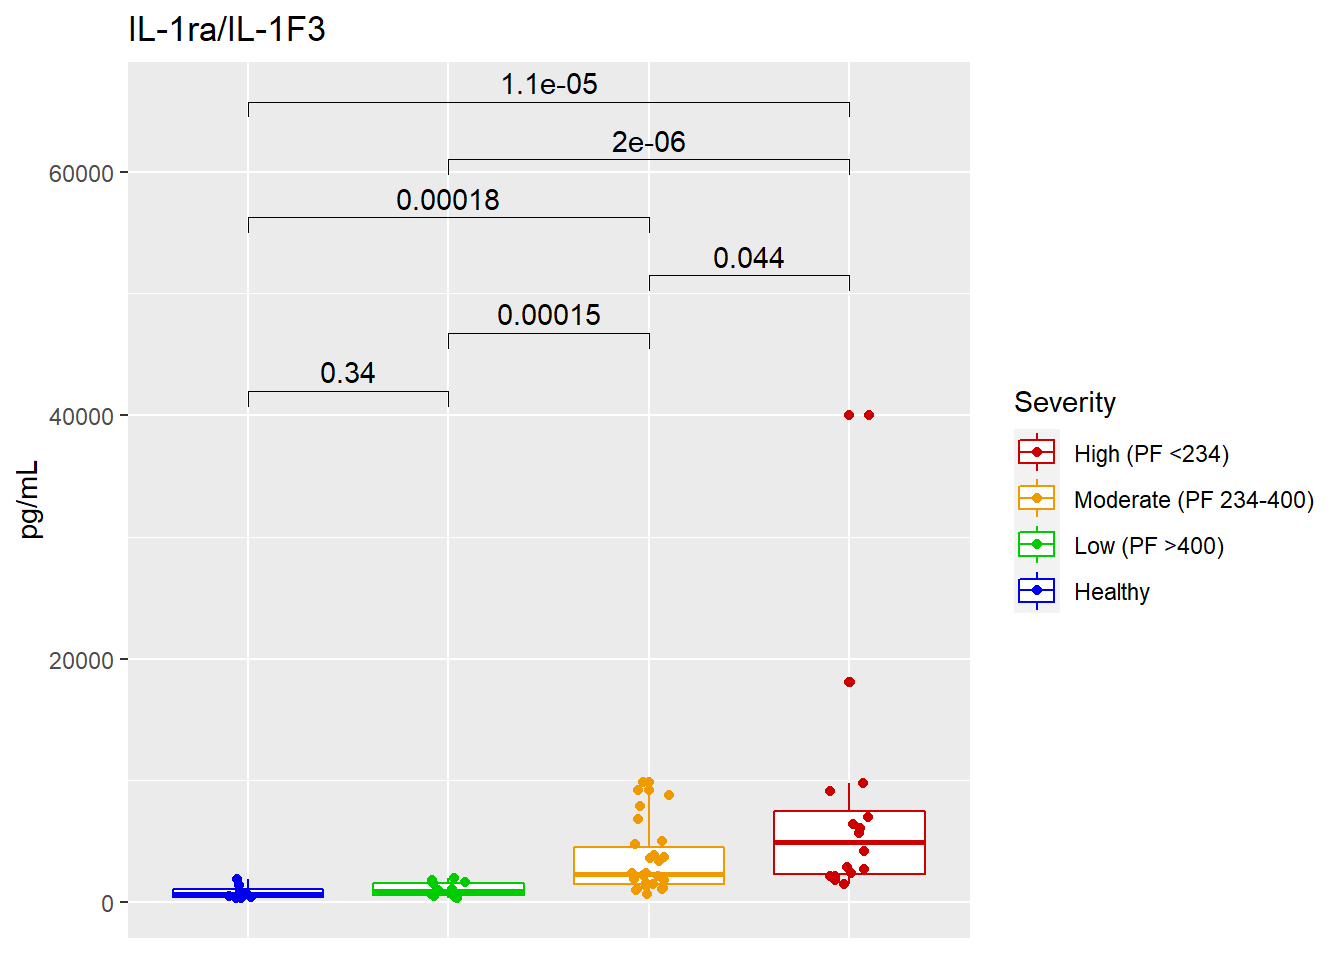 IL-1ra/IL-1F3
1.1e-05
2e-06
60000
0.00018
0.044
0.00015
0.34
40000
pg/mL
20000
0
Severity
High (PF <234)
Moderate (PF 234-400)
Low (PF >400)
Healthy